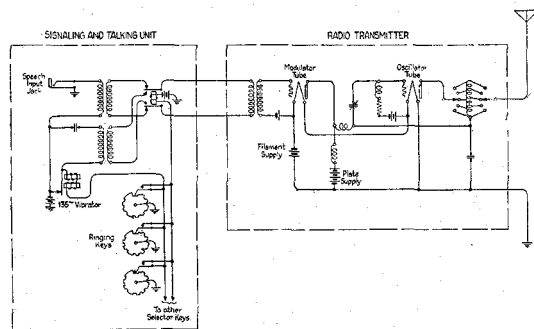 SIGNALING AND TALKING UNIT
RADIO TRANSMITTER
Speech
Input
Jack
Modulator
Tube
Oscillator
Tube
Filament
Supply
Plate
Supply
135~ Vibrator
Ringing
Keys
To other
Selector Keys.